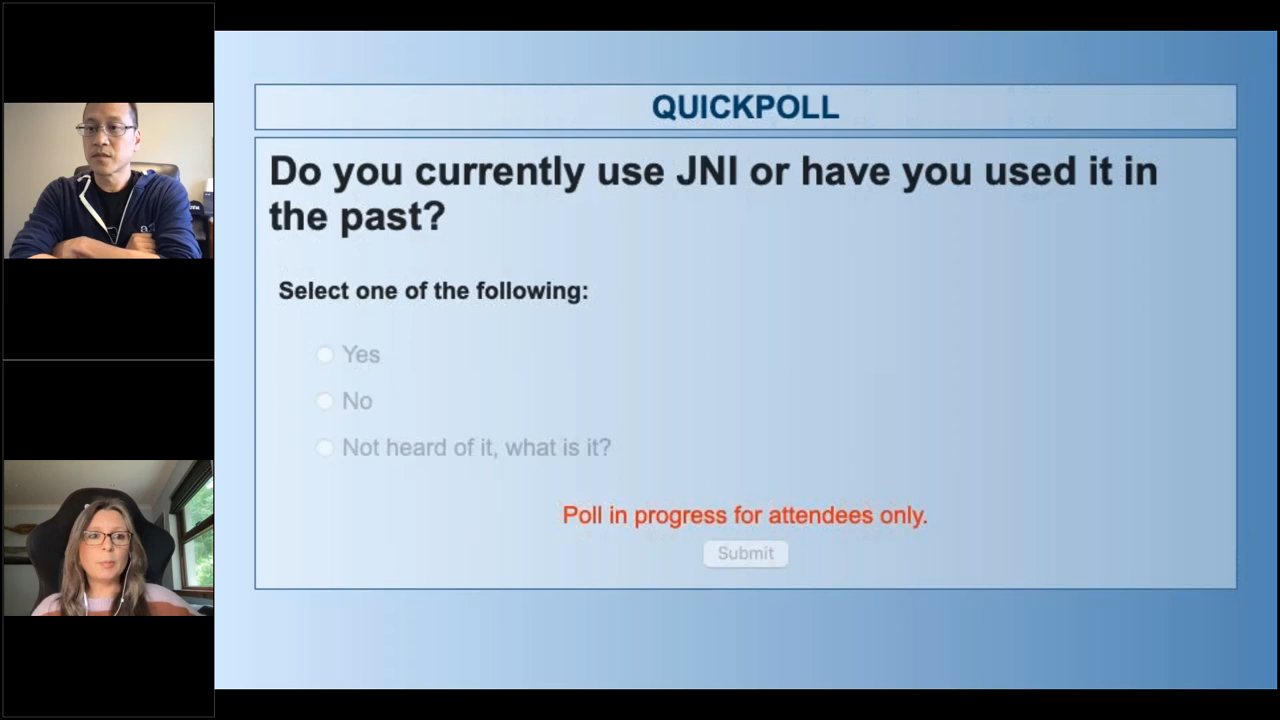 QUICKPOLL
Do you currently use JNI or have you used it in
the past?
Select one of the following:
Yes
No
Not heard of it, what is it?
Poll in progress for attendees only.
Submit